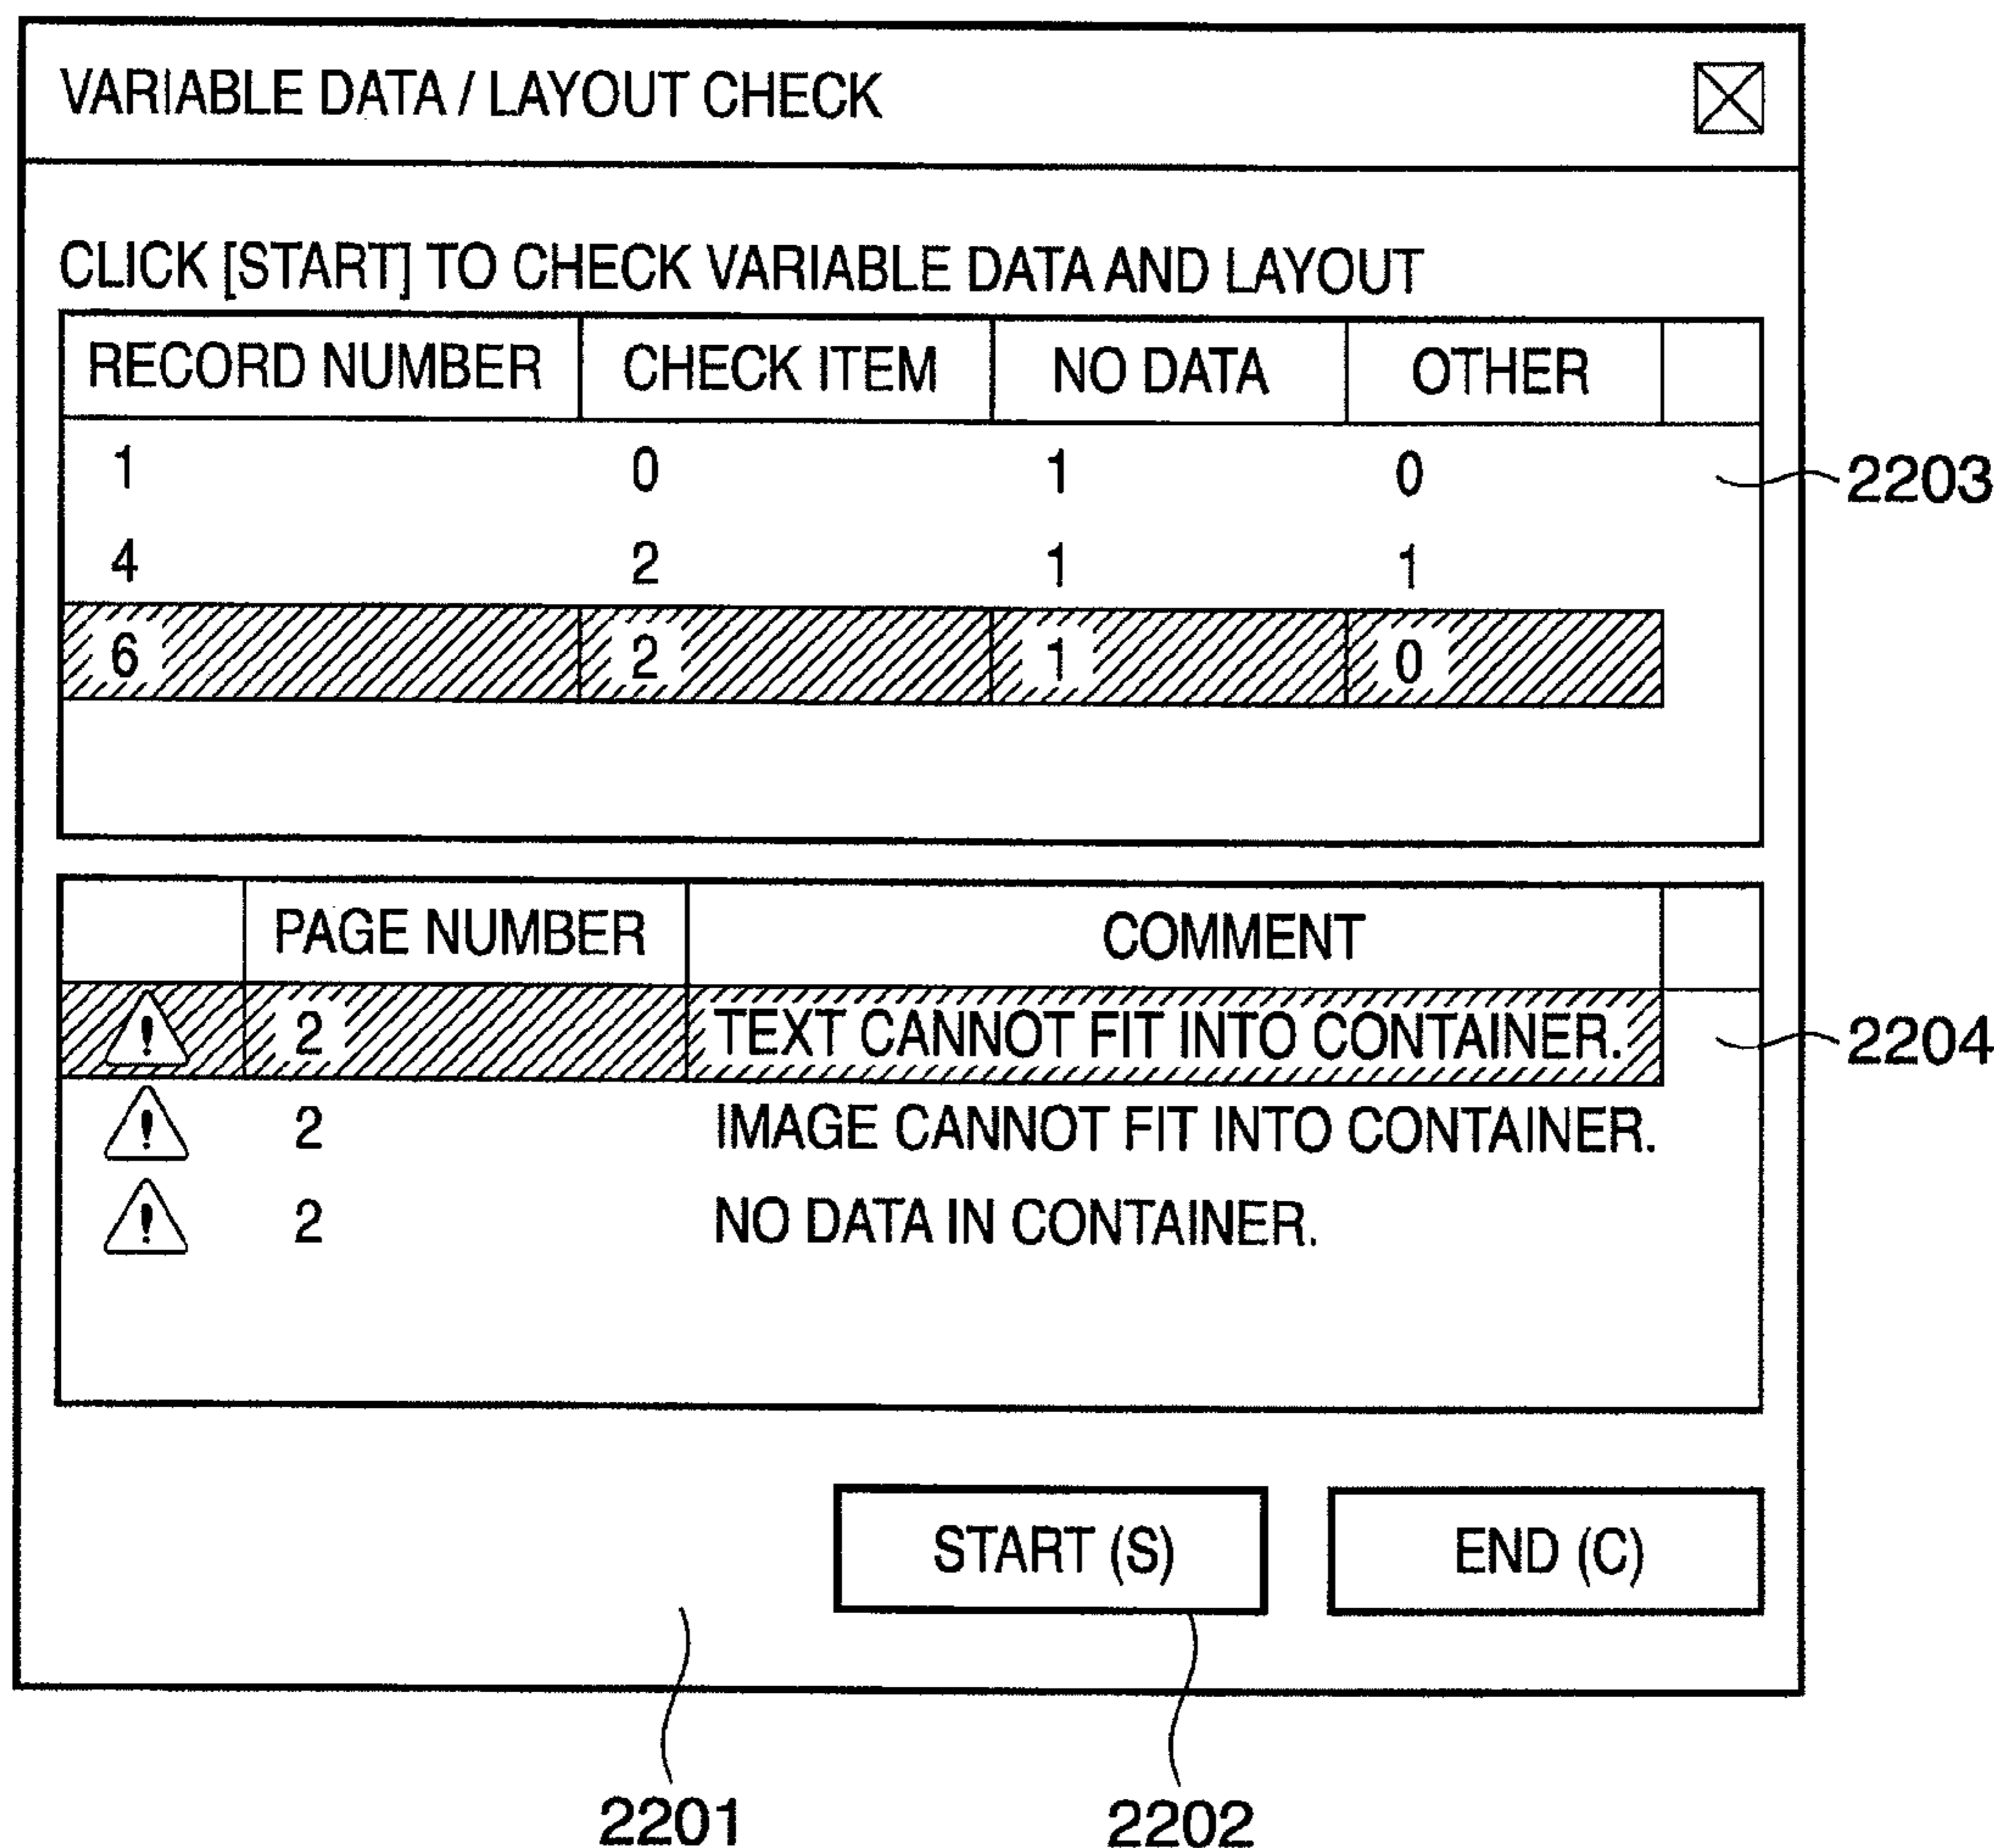 VARIABLE DATA / LAYOUT CHECK
CLICK [START] TO CHECK VARIABLE DATA AND LAYOUT
RECORD NUMBER CHECK ITEM NO DATA OTHER
1 0 1 0
2203
4 2 1 1
6 2 1 0
PAGE NUMBER COMMENT
! 2 TEXT CANNOT FIT INTO CONTAINER.
2204
! 2 IMAGE CANNOT FIT INTO CONTAINER.
! 2 NO DATA IN CONTAINER.
START (S) END (C)
2201 2202